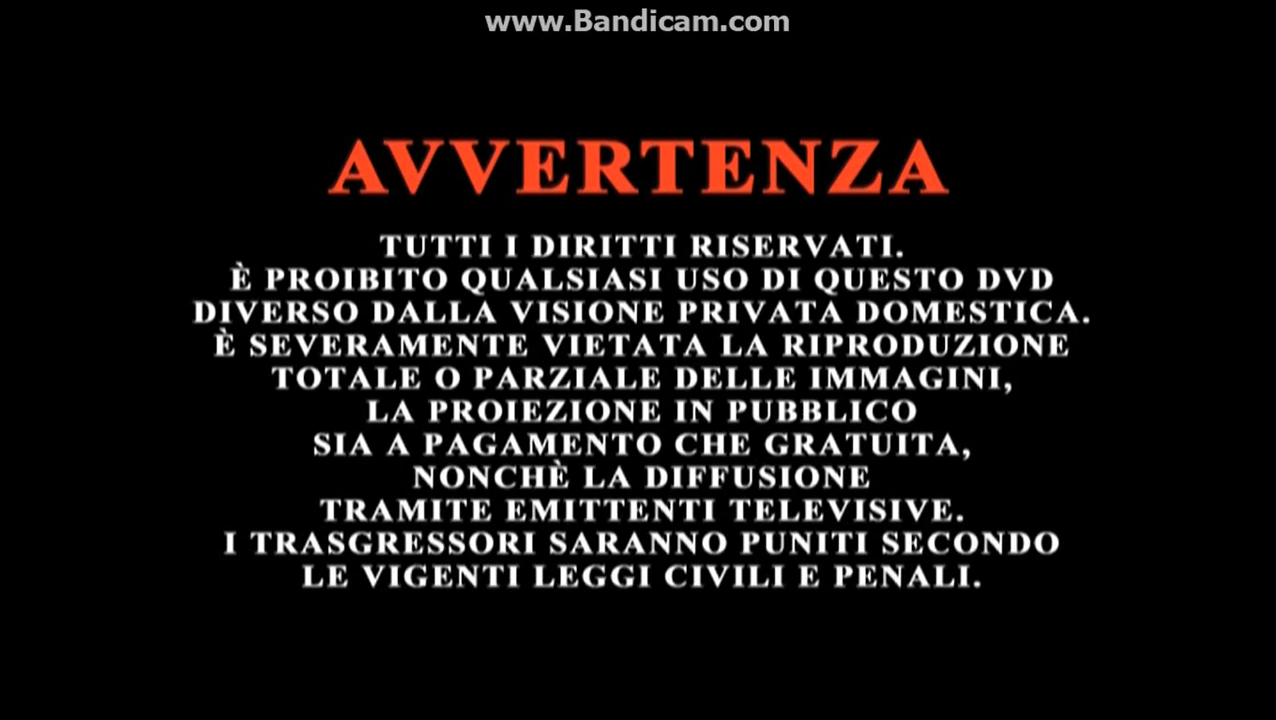 www.Bandicam.com
AVVERTENZA
TUTTI I DIRITTI RISERVATI.
È PROIBITO QUALSIASI USO DI QUESTO DVD
DIVERSO DALLA VISIONE PRIVATA DOMESTICA.
È SEVERAMENTE VIETATA LA RIPRODUZIONE
TOTALE O PARZIALE DELLE IMMAGINI,
LA PROIEZIONE IN PUBBLICO
SIA A PAGAMENTO CHE GRATUITA,
NONCHÈ LA DIFFUSIONE
TRAMITE EMITTENTI TELEVISIVE.
I TRASGRESSORI SARANNO PUNITI SECONDO
LE VIGENTI LEGGI CIVILI E PENALI.